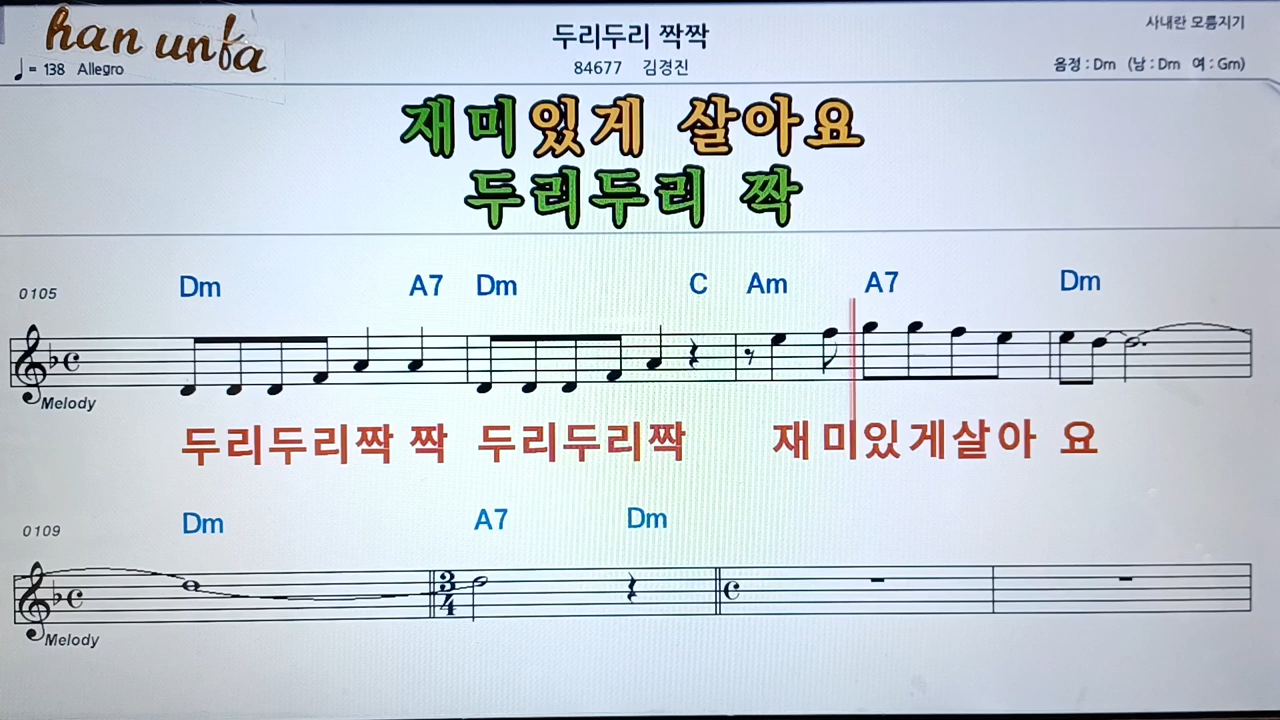 han unfa
두리두리 짝짝
사내란 모름지기
♩= 138 Allegro
84677 김경진
음정 : Dm (남 : Dm 여 : Gm)
재미있게 살아요
두리두리 짝
Dm A7 Dm C Am A7 Dm
0105
Melody
두리두리짝 짝 두리두리짝 재 미있게살아 요
Dm A7 Dm
0109
3
4
Melody